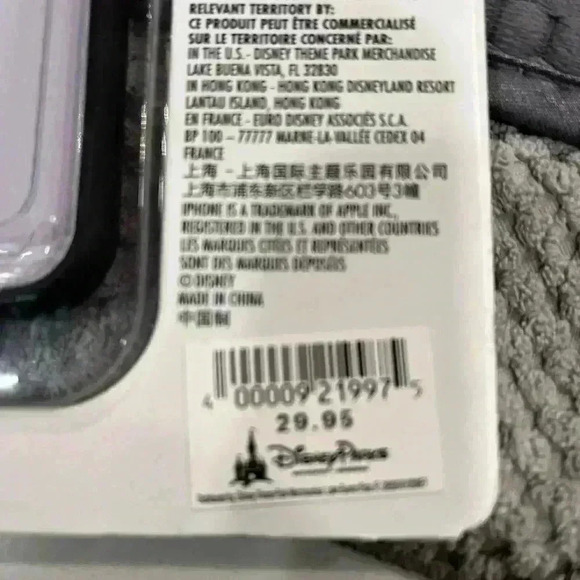 RELEVANT TERRITORY BY:
CE PRODUIT PEUT ÊTRE COMMERCIALISÉ
SUR LE TERRITOIRE CONCERNÉ PAR:
IN THE U.S. - DISNEY THEME PARK MERCHANDISE
LAKE BUENA VISTA, FL 32830
IN HONG KONG - HONG KONG DISNEYLAND RESORT
LANTAU ISLAND, HONG KONG
EN FRANCE - EURO DISNEY ASSOCIÉS S.C.A.
BP 100 - 77777 MARNE-LA-VALLÉE CEDEX 04
FRANCE
上海 - 上海国际主题乐园有限公司
上海市浦东新区栏学路603号3幢
IPHONE IS A TRADEMARK OF APPLE INC.,
REGISTERED IN THE U.S. AND OTHER COUNTRIES
LES MARQUES CITÉES ET REPRÉSENTÉES
SONT DES MARQUES DÉPOSÉES
© DISNEY
MADE IN CHINA
中国制
4 00009 21997 5
29.95
Disney Parks